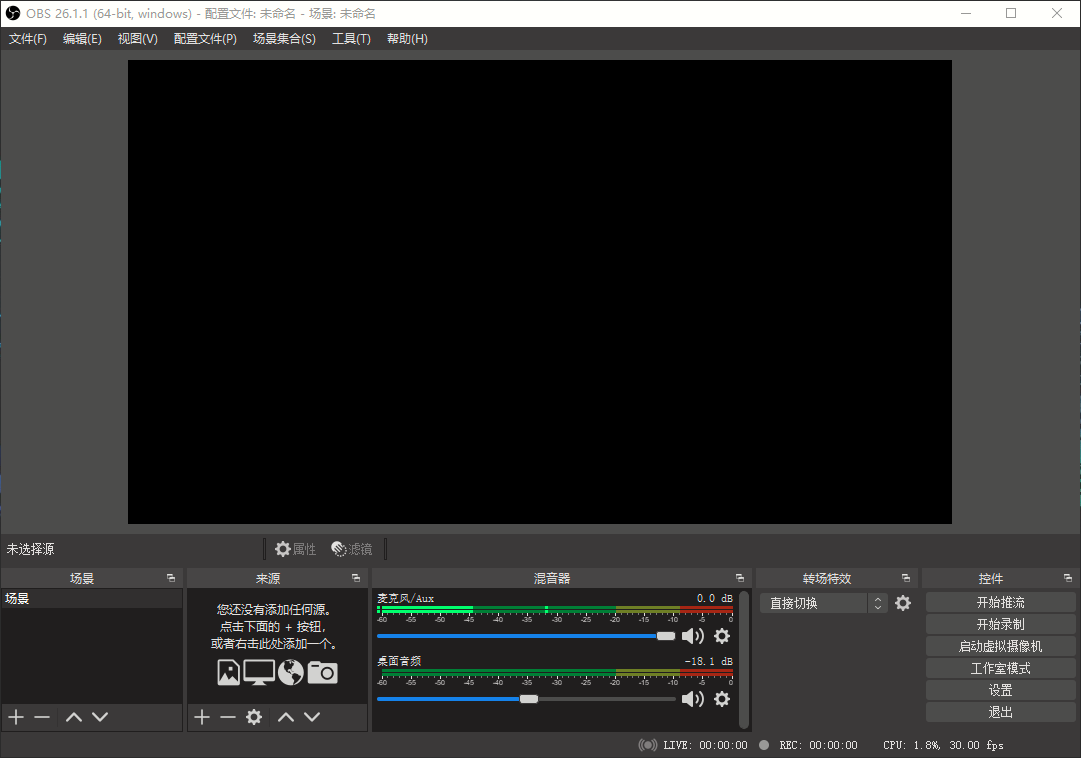 OBS 26.1.1 (64-bit, windows) - 配置文件: 未命名 - 场景: 未命名
文件(F) 编辑(E) 视图(V) 配置文件(P) 场景集合(S) 工具(T) 帮助(H)
未选择源 属性 滤镜
场景 来源 混音器 转场特效 控件
场景
您还没有添加任何源。
点击下面的 + 按钮,
或者右击此处添加一个。
麦克风/Aux 0.0 dB
-60 -55 -50 -45 -40 -35 -30 -25 -20 -15 -10 -5 0
桌面音频 -18.1 dB
-60 -55 -50 -45 -40 -35 -30 -25 -20 -15 -10 -5 0
直接切换
开始推流
开始录制
启动虚拟摄像机
工作室模式
设置
退出
LIVE: 00:00:00 REC: 00:00:00 CPU: 1.8%, 30.00 fps